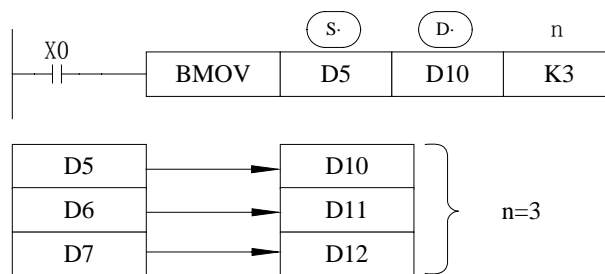 S· D· n
X0
BMOV D5 D10 K3
D5 D10
D6 D11 n=3
D7 D12